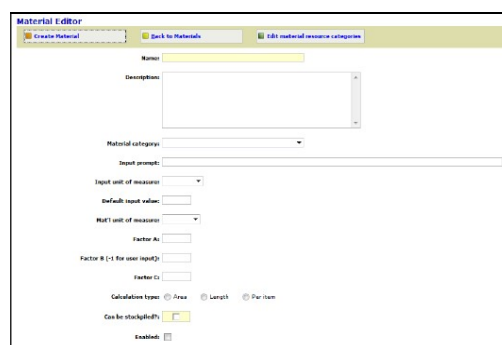 Material Editor
Create Material
Back to Materials
Edit material resource categories
Name:
Description:
Material category:
Input prompt:
Input unit of measure:
Default input value:
Mat'l unit of measure:
Factor A:
Factor B (-1 for user input):
Factor C:
Calculation type: Area Length Per item
Can be stockpiled?:
Enabled: